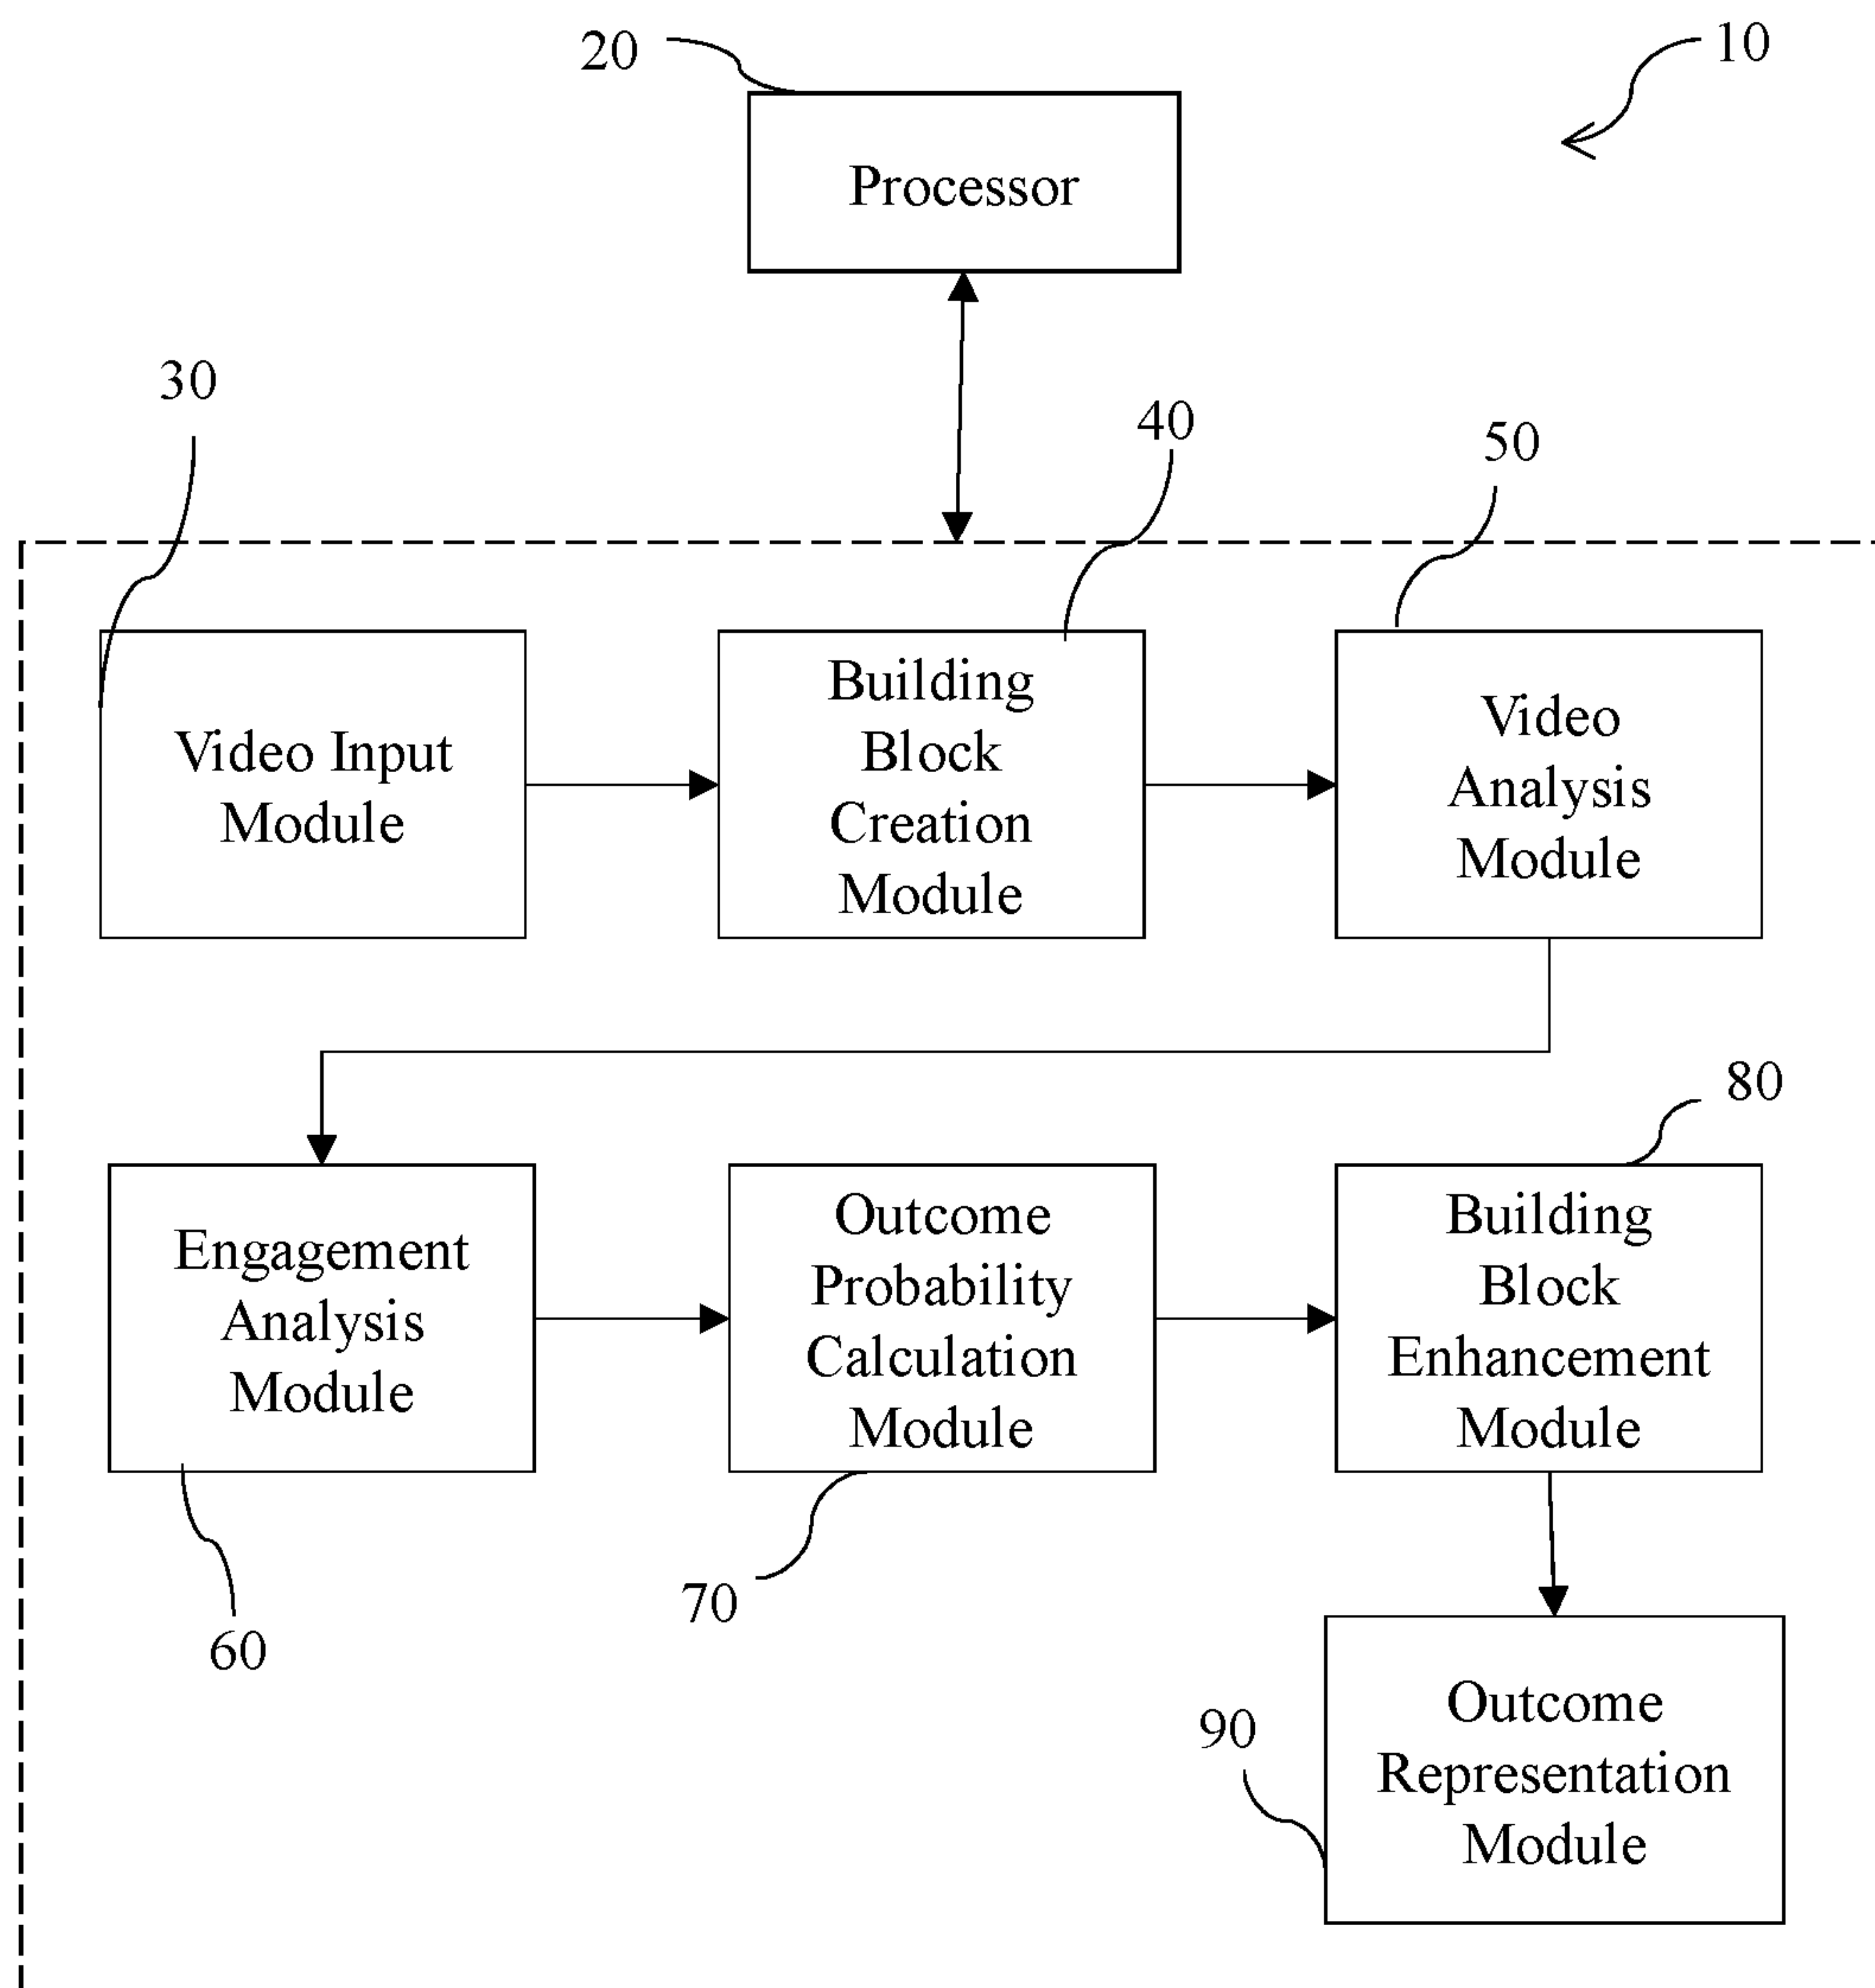 20
10
Processor
30
40
50
Video Input
Module
Building
Block
Creation
Module
Video
Analysis
Module
80
Engagement
Analysis
Module
Outcome
Probability
Calculation
Module
Building
Block
Enhancement
Module
60
70
90
Outcome
Representation
Module